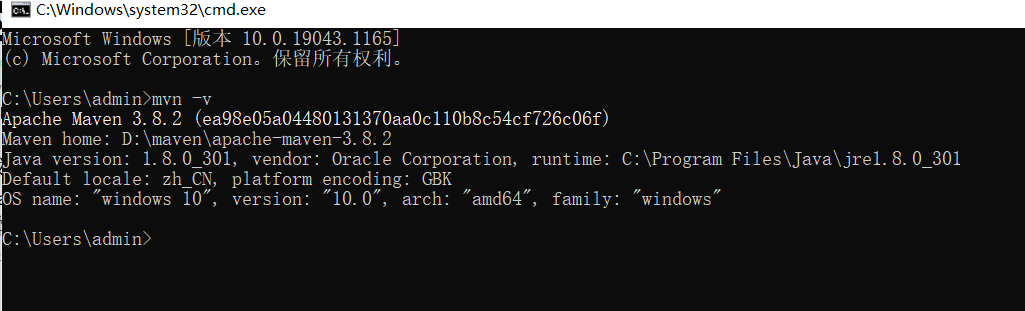 C:\Windows\system32\cmd.exe
Microsoft Windows [版本 10.0.19043.1165]
(c) Microsoft Corporation。保留所有权利。
C:\Users\admin>mvn -v
Apache Maven 3.8.2 (ea98e05a04480131370aa0c110b8c54cf726c06f)
Maven home: D:\maven\apache-maven-3.8.2
Java version: 1.8.0_301, vendor: Oracle Corporation, runtime: C:\Program Files\Java\jre1.8.0_301
Default locale: zh_CN, platform encoding: GBK
OS name: "windows 10", version: "10.0", arch: "amd64", family: "windows"
C:\Users\admin>